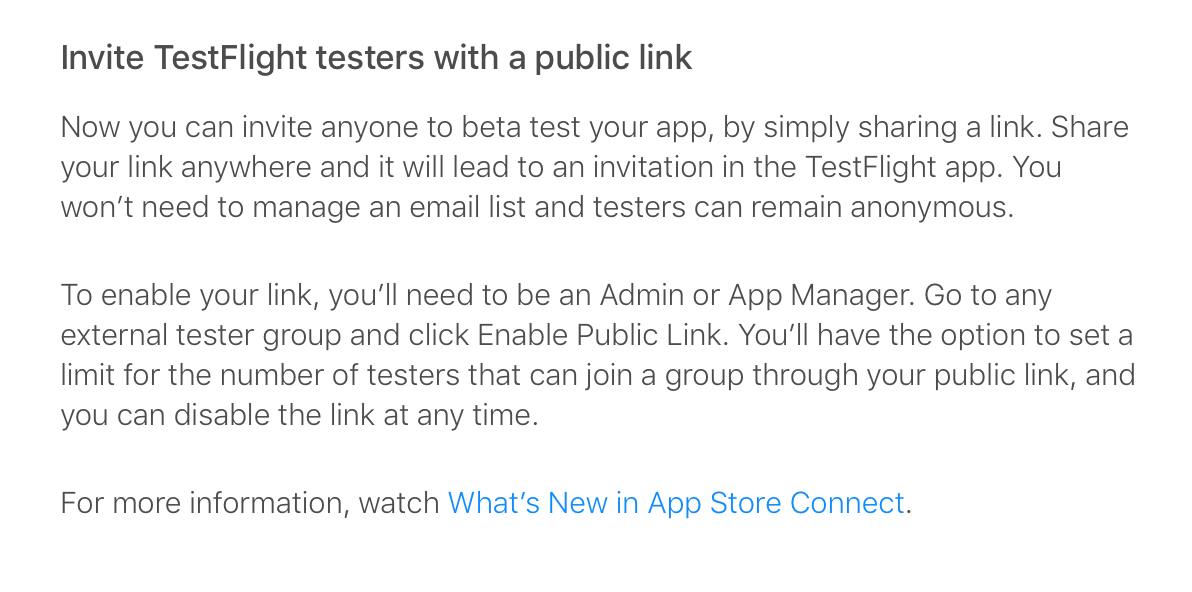 Invite TestFlight testers with a public link
Now you can invite anyone to beta test your app, by simply sharing a link. Share
your link anywhere and it will lead to an invitation in the TestFlight app. You
won’t need to manage an email list and testers can remain anonymous.
To enable your link, you’ll need to be an Admin or App Manager. Go to any
external tester group and click Enable Public Link. You’ll have the option to set a
limit for the number of testers that can join a group through your public link, and
you can disable the link at any time.
For more information, watch What’s New in App Store Connect.